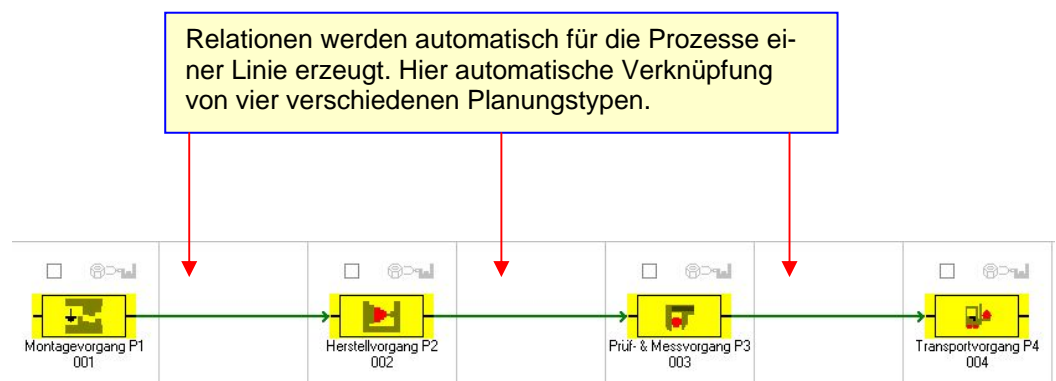 Relationen werden automatisch für die Prozesse ei-
ner Linie erzeugt. Hier automatische Verknüpfung
von vier verschiedenen Planungstypen.
Montagevorgang P1
001
Herstellvorgang P2
002
Prüf- & Messvorgang P3
003
Transportvorgang P4
004